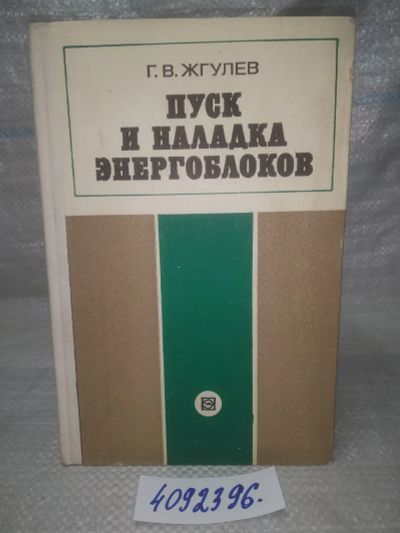 Г. В. ЖГУЛЕВ
ПУСК
И НАЛАДКА
ЭНЕРГОБЛОКОВ
4092396.